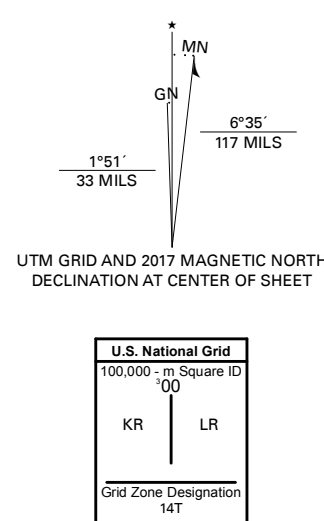 ★
MN
GN
6°35´
117 MILS
1°51´
33 MILS
UTM GRID AND 2017 MAGNETIC NORTH
DECLINATION AT CENTER OF SHEET
U.S. National Grid
100,000 - m Square ID
³00
KR LR
Grid Zone Designation
14T